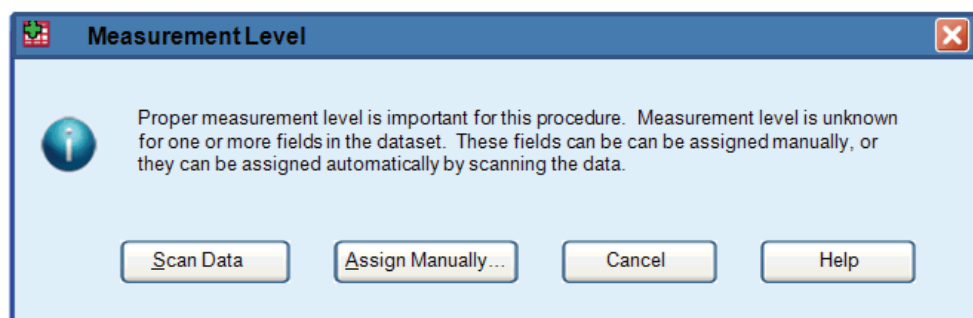 Measurement Level
Proper measurement level is important for this procedure. Measurement level is unknown
for one or more fields in the dataset. These fields can be can be assigned manually, or
they can be assigned automatically by scanning the data.
Scan Data Assign Manually... Cancel Help